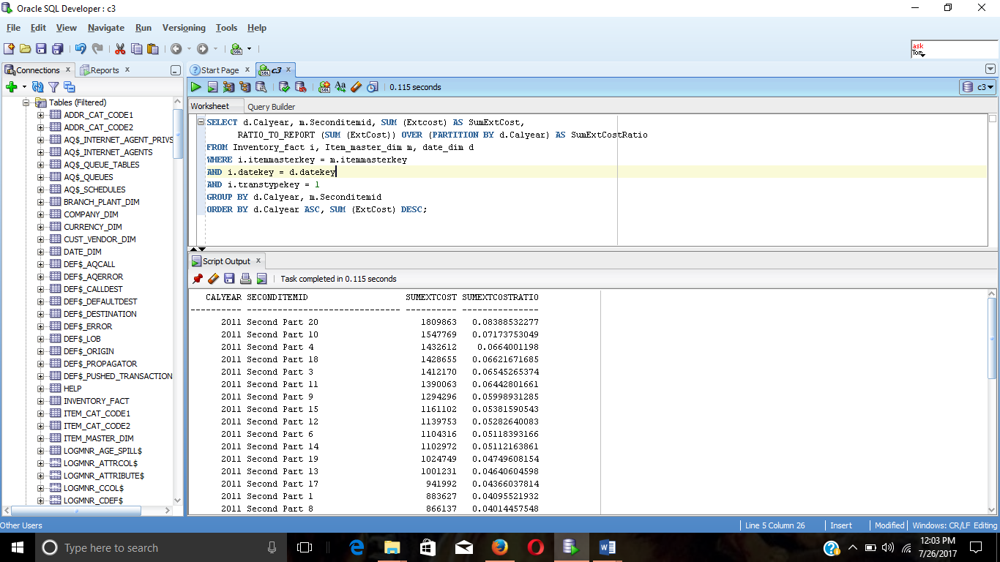 Oracle SQL Developer : c3
File Edit View Navigate Run Versioning Tools Help
ask
Tom
Connections Reports
Start Page c3
0.115 seconds
c3
Worksheet Query Builder
Tables (Filtered)
ADDR_CAT_CODE1
ADDR_CAT_CODE2
AQ$_INTERNET_AGENT_PRIVS
AQ$_INTERNET_AGENTS
AQ$_QUEUE_TABLES
AQ$_QUEUES
AQ$_SCHEDULES
BRANCH_PLANT_DIM
COMPANY_DIM
CURRENCY_DIM
CUST_VENDOR_DIM
DATE_DIM
DEF$_AQCALL
DEF$_AQERROR
DEF$_CALLDEST
DEF$_DEFAULTDEST
DEF$_DESTINATION
DEF$_ERROR
DEF$_LOB
DEF$_ORIGIN
DEF$_PROPAGATOR
DEF$_PUSHED_TRANSACTION
HELP
INVENTORY_FACT
ITEM_CAT_CODE1
ITEM_CAT_CODE2
ITEM_MASTER_DIM
LOGMNR_AGE_SPILL$
LOGMNR_ATTRCOL$
LOGMNR_ATTRIBUTE$
LOGMNR_CCOL$
LOGMNR_CDEF$
SELECT d.Calyear, m.Seconditemid, SUM (Extcost) AS SumExtCost,
RATIO_TO_REPORT (SUM (ExtCost)) OVER (PARTITION BY d.Calyear) AS SumExtCostRatio
FROM Inventory_fact i, Item_master_dim m, date_dim d
WHERE i.itemmasterkey = m.itemmasterkey
AND i.datekey = d.datekey
AND i.transtypekey = 1
GROUP BY d.Calyear, m.Seconditemid
ORDER BY d.Calyear ASC, SUM (ExtCost) DESC;
Script Output
Task completed in 0.115 seconds
CALYEAR SECONDITEMID SUMEXTCOST SUMEXTCOSTRATIO
---------- ------------------------------ ---------- ---------------
2011 Second Part 20 1809863 0.08388532277
2011 Second Part 10 1547769 0.07173753049
2011 Second Part 4 1432612 0.0664001198
2011 Second Part 18 1428655 0.06621671685
2011 Second Part 3 1412170 0.06545265374
2011 Second Part 11 1390063 0.06442801661
2011 Second Part 9 1294296 0.05998931285
2011 Second Part 15 1161102 0.05381590543
2011 Second Part 12 1139753 0.05282640083
2011 Second Part 6 1104316 0.05118393166
2011 Second Part 14 1102972 0.05112163861
2011 Second Part 19 1024749 0.04749608154
2011 Second Part 13 1001231 0.04640604598
2011 Second Part 17 941992 0.04366037814
2011 Second Part 1 883627 0.04095521932
2011 Second Part 8 866137 0.04014457548
Other Users
Line 5 Column 26 Insert Modified Windows: CR/LF Editing
Type here to search
12:03 PM
7/26/2017